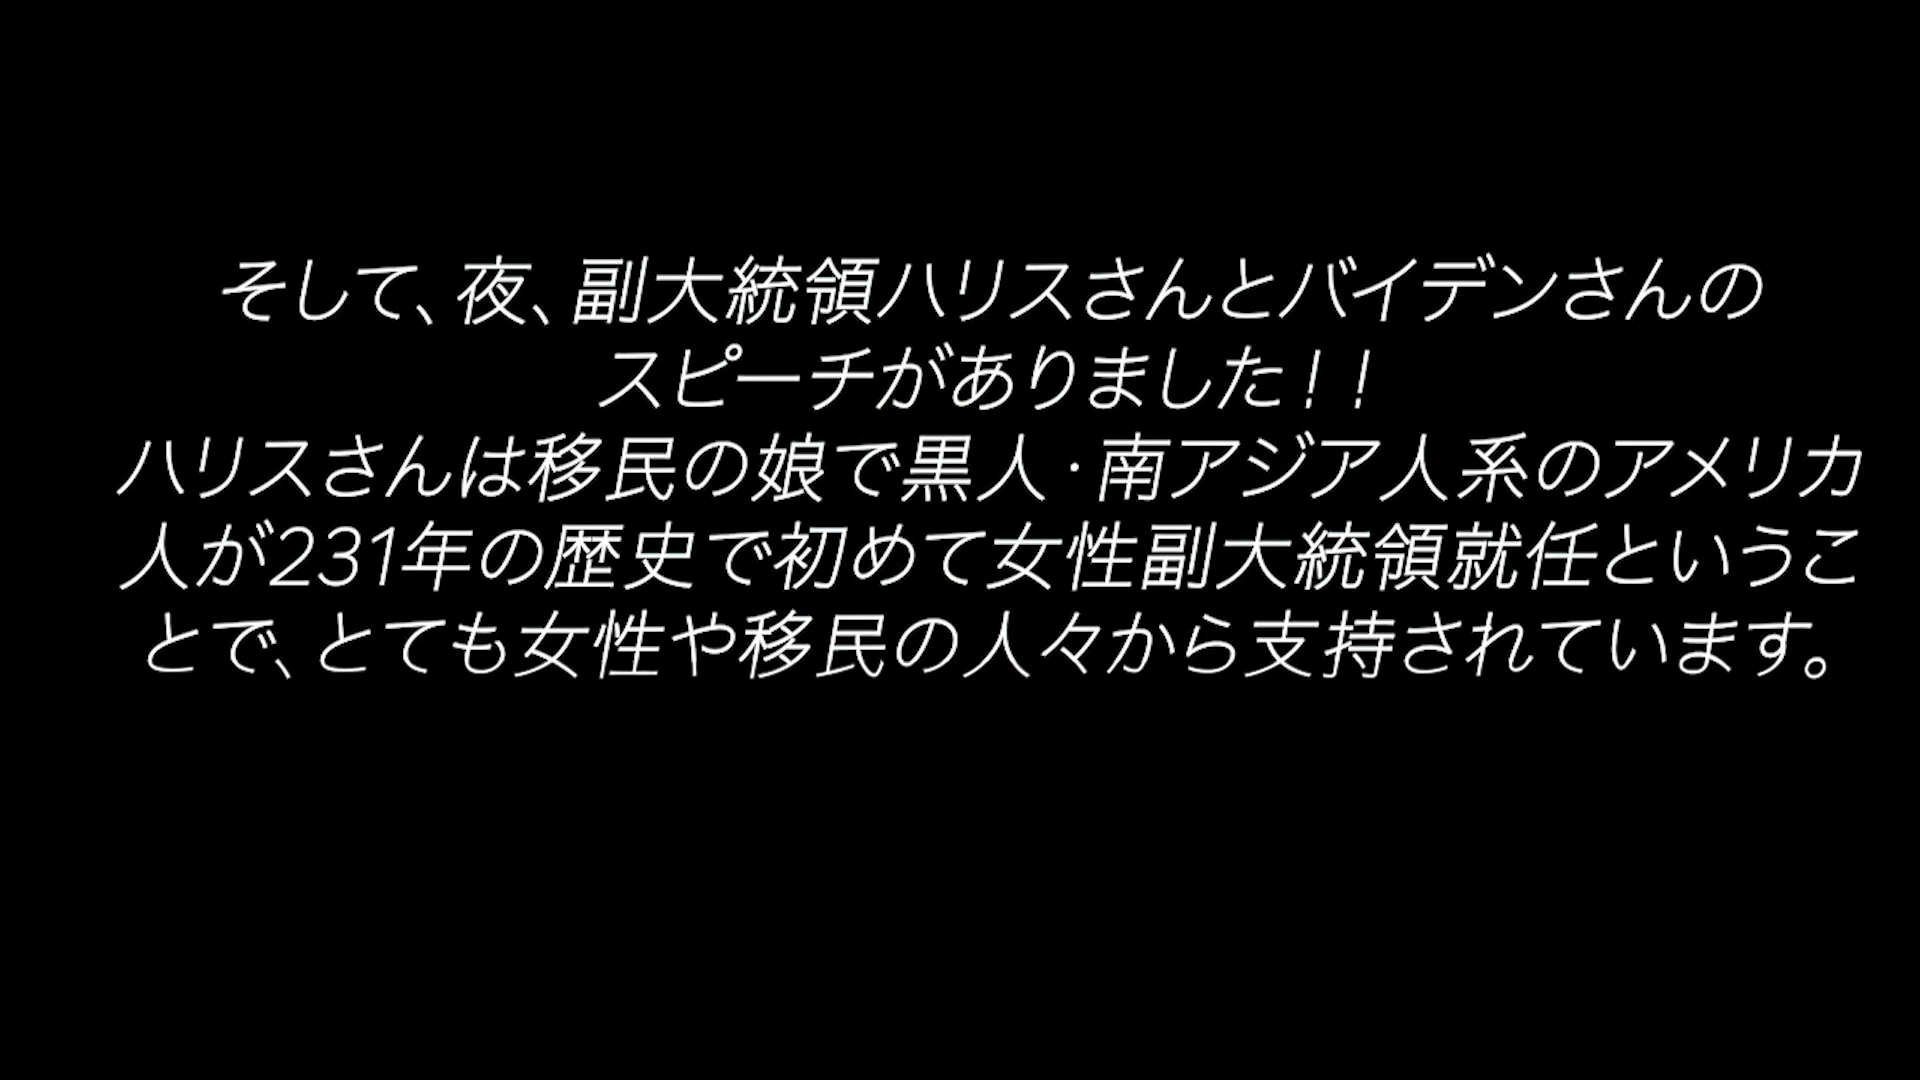 そして、夜、副大統領ハリスさんとバイデンさんの
スピーチがありました！！
ハリスさんは移民の娘で黒人・南アジア人系のアメリカ
人が231年の歴史で初めて女性副大統領就任というこ
とで、とても女性や移民の人々から支持されています。